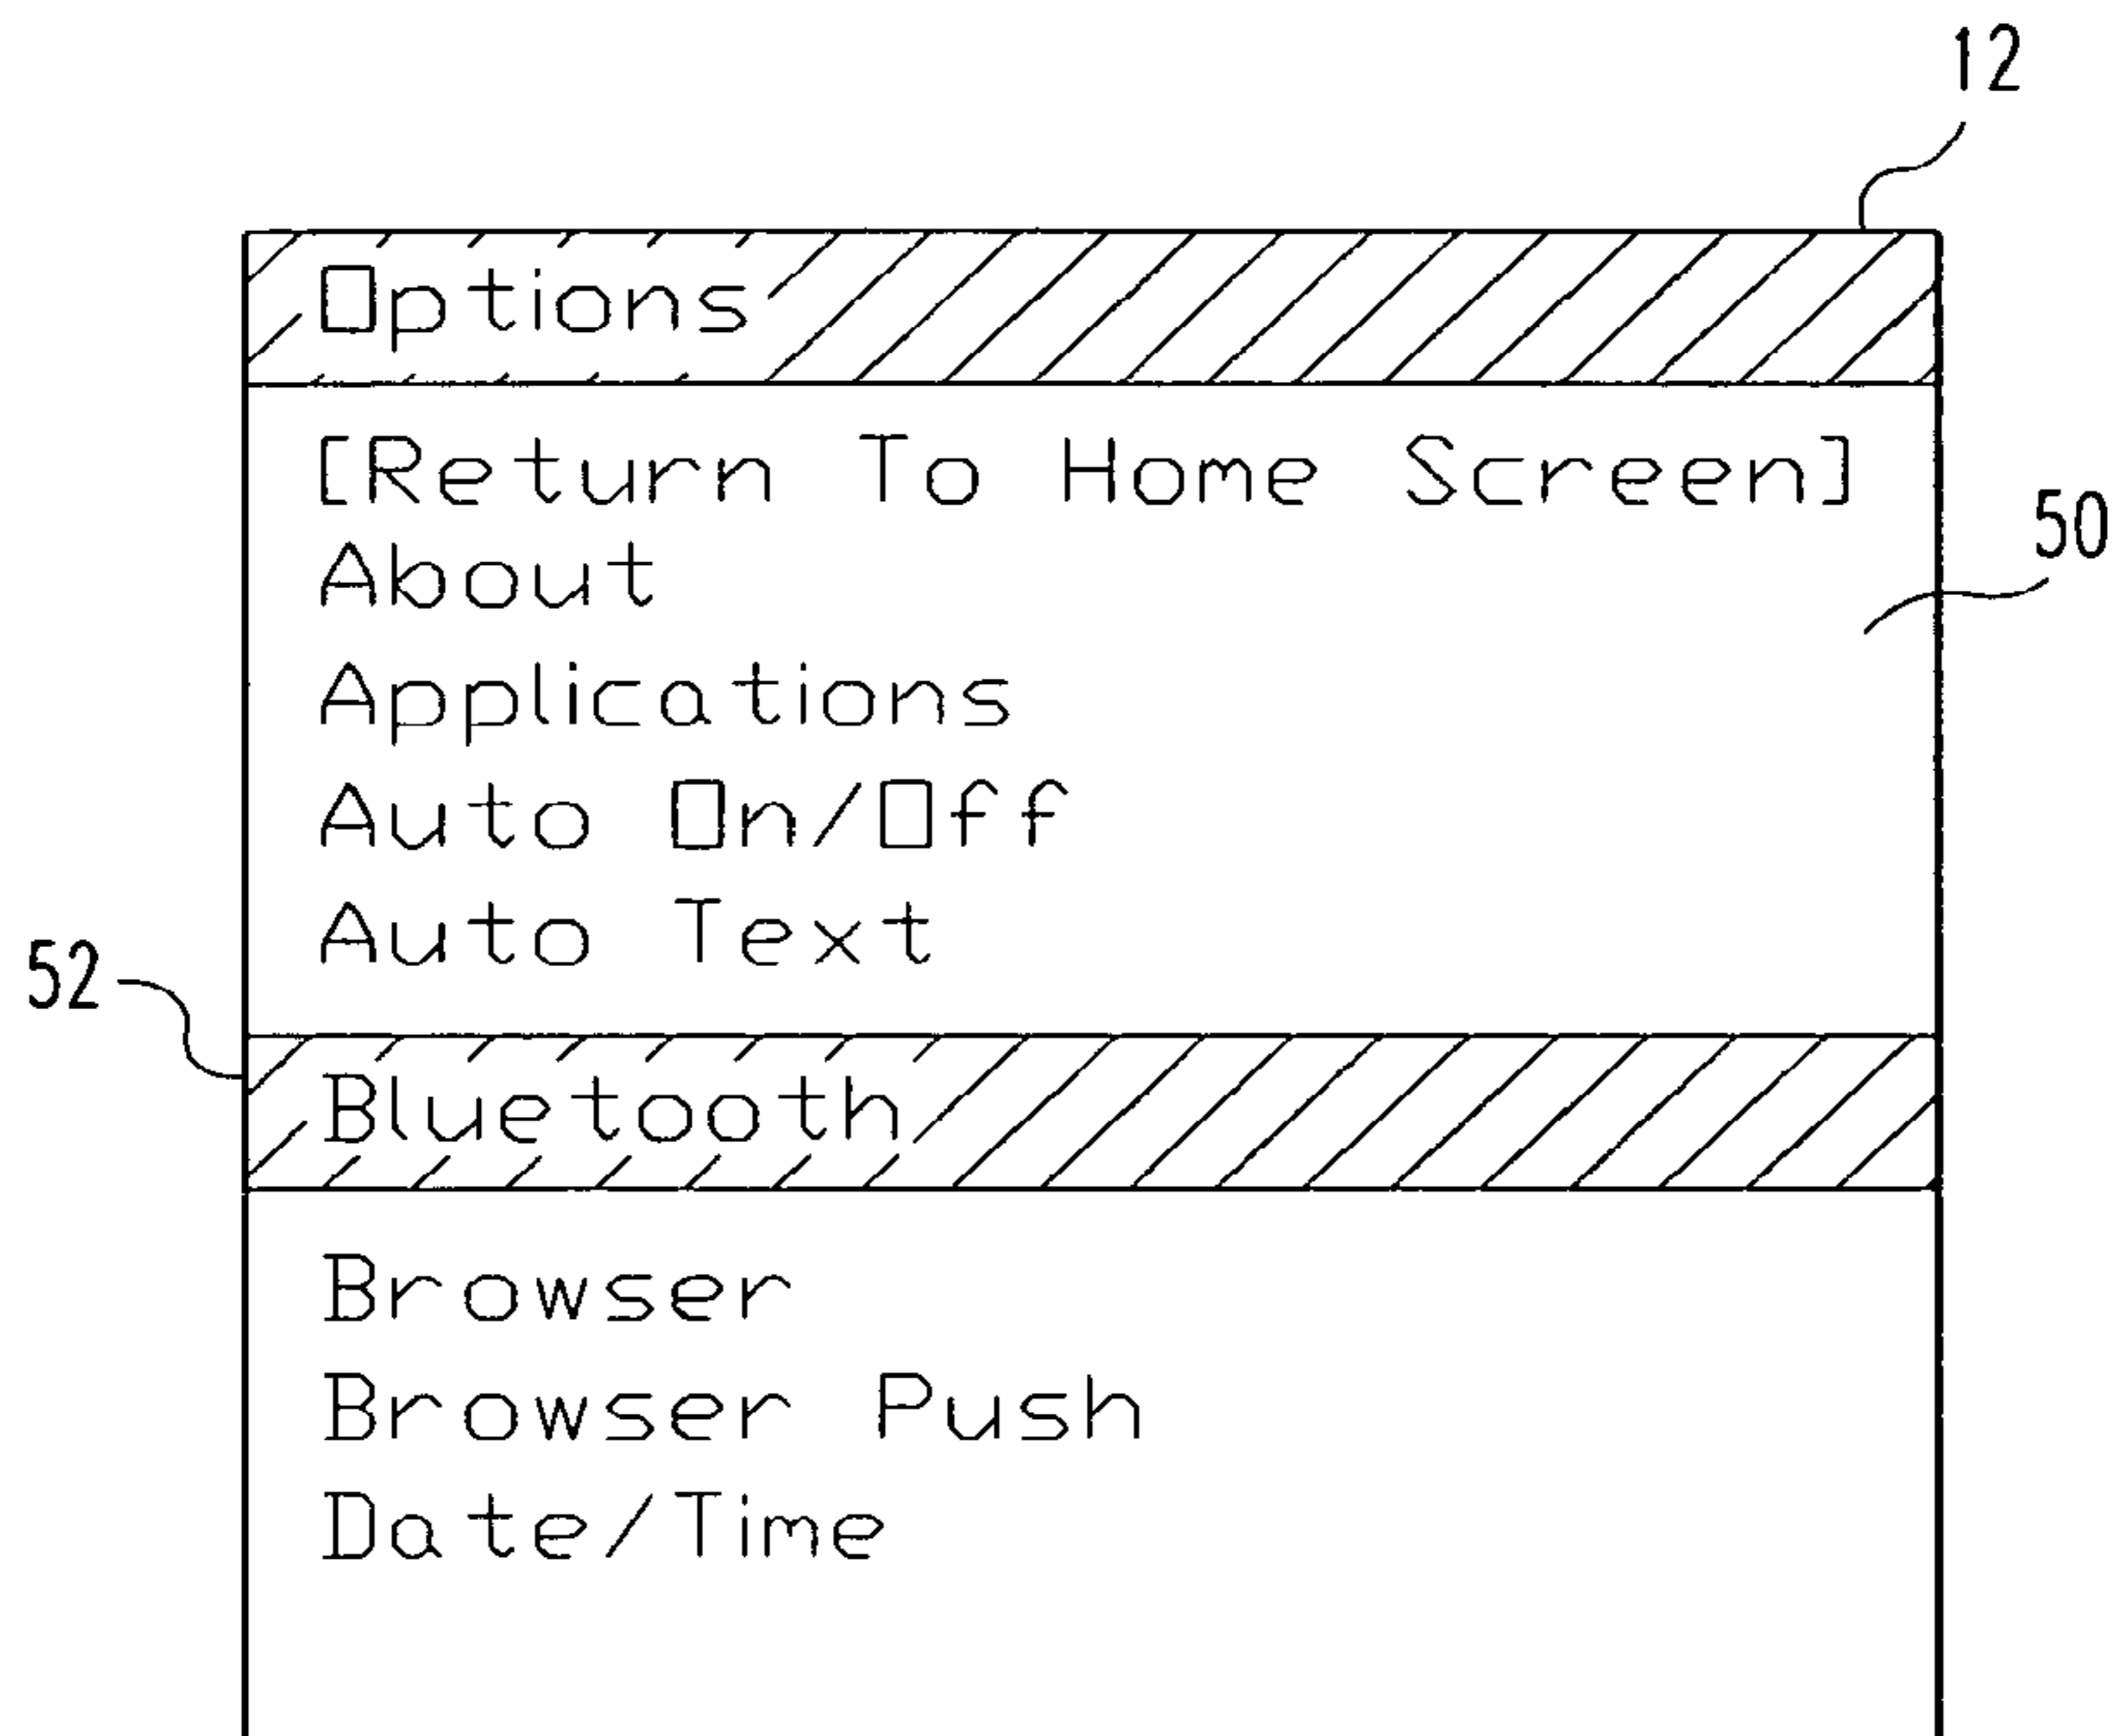 12
Options
[Return To Home Screen]
50
About
Applications
Auto On/Off
Auto Text
52
Bluetooth
Browser
Browser Push
Date/Time